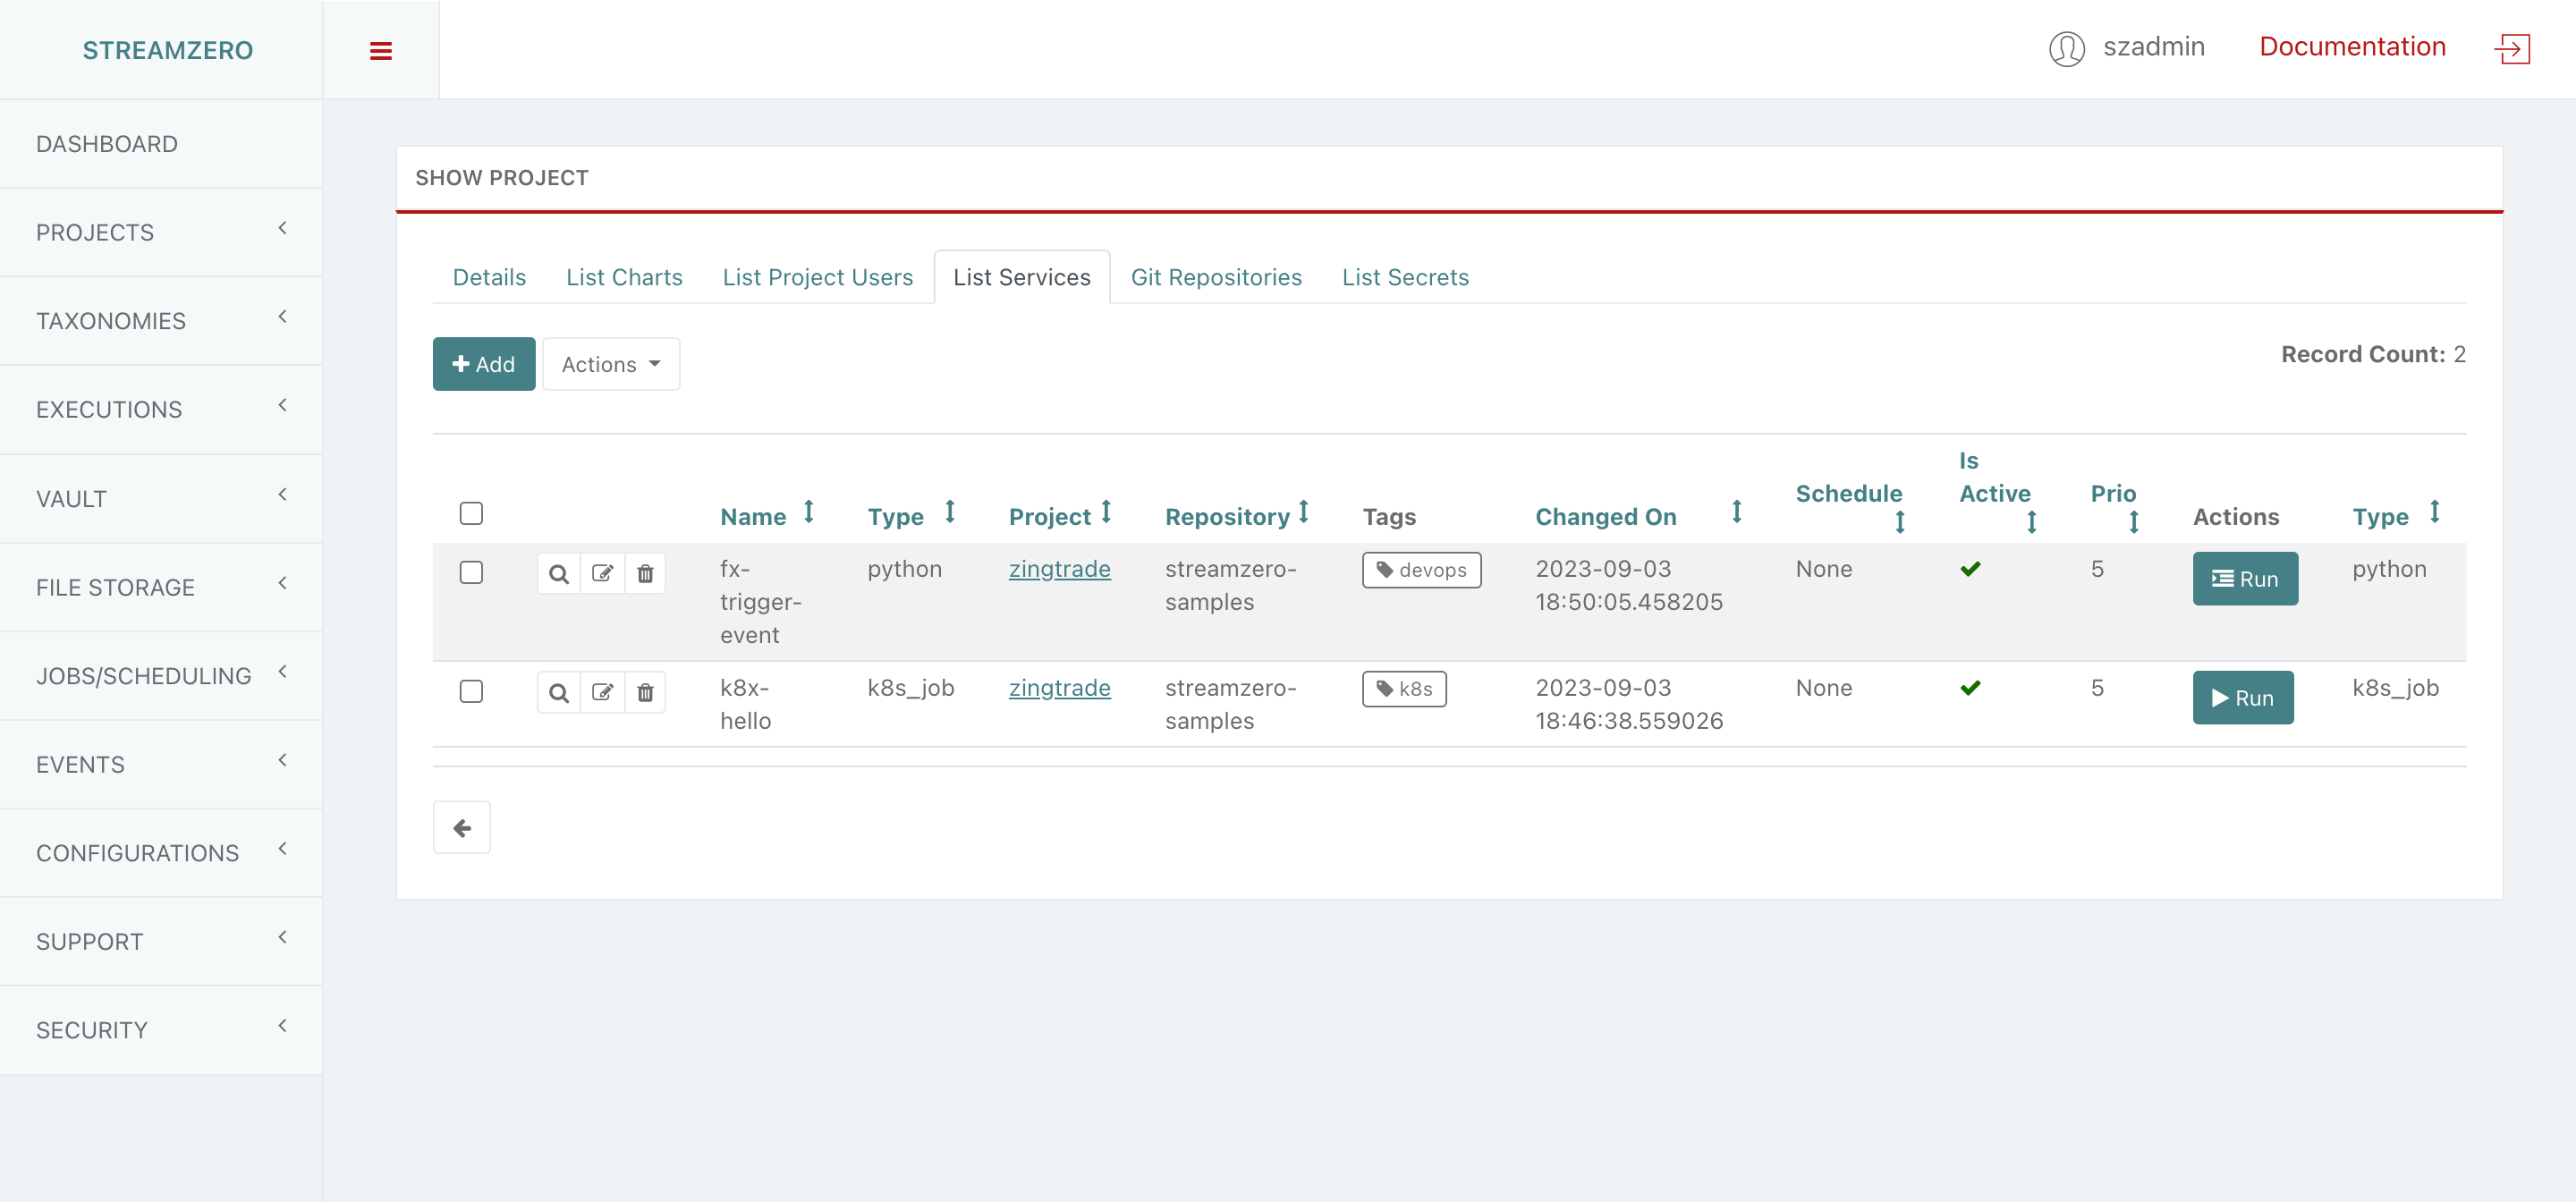 STREAMZERO
szadmin
Documentation
DASHBOARD
PROJECTS
TAXONOMIES
EXECUTIONS
VAULT
FILE STORAGE
JOBS/SCHEDULING
EVENTS
CONFIGURATIONS
SUPPORT
SECURITY
SHOW PROJECT
Details List Charts List Project Users List Services Git Repositories List Secrets
Add Actions
Record Count: 2
Name Type Project Repository Tags Changed On Schedule Is Active Prio Actions Type
fx-trigger-event python zingtrade streamzero-samples devops 2023-09-03 18:50:05.458205 None 5 Run python
k8x-hello k8s_job zingtrade streamzero-samples k8s 2023-09-03 18:46:38.559026 None 5 Run k8s_job